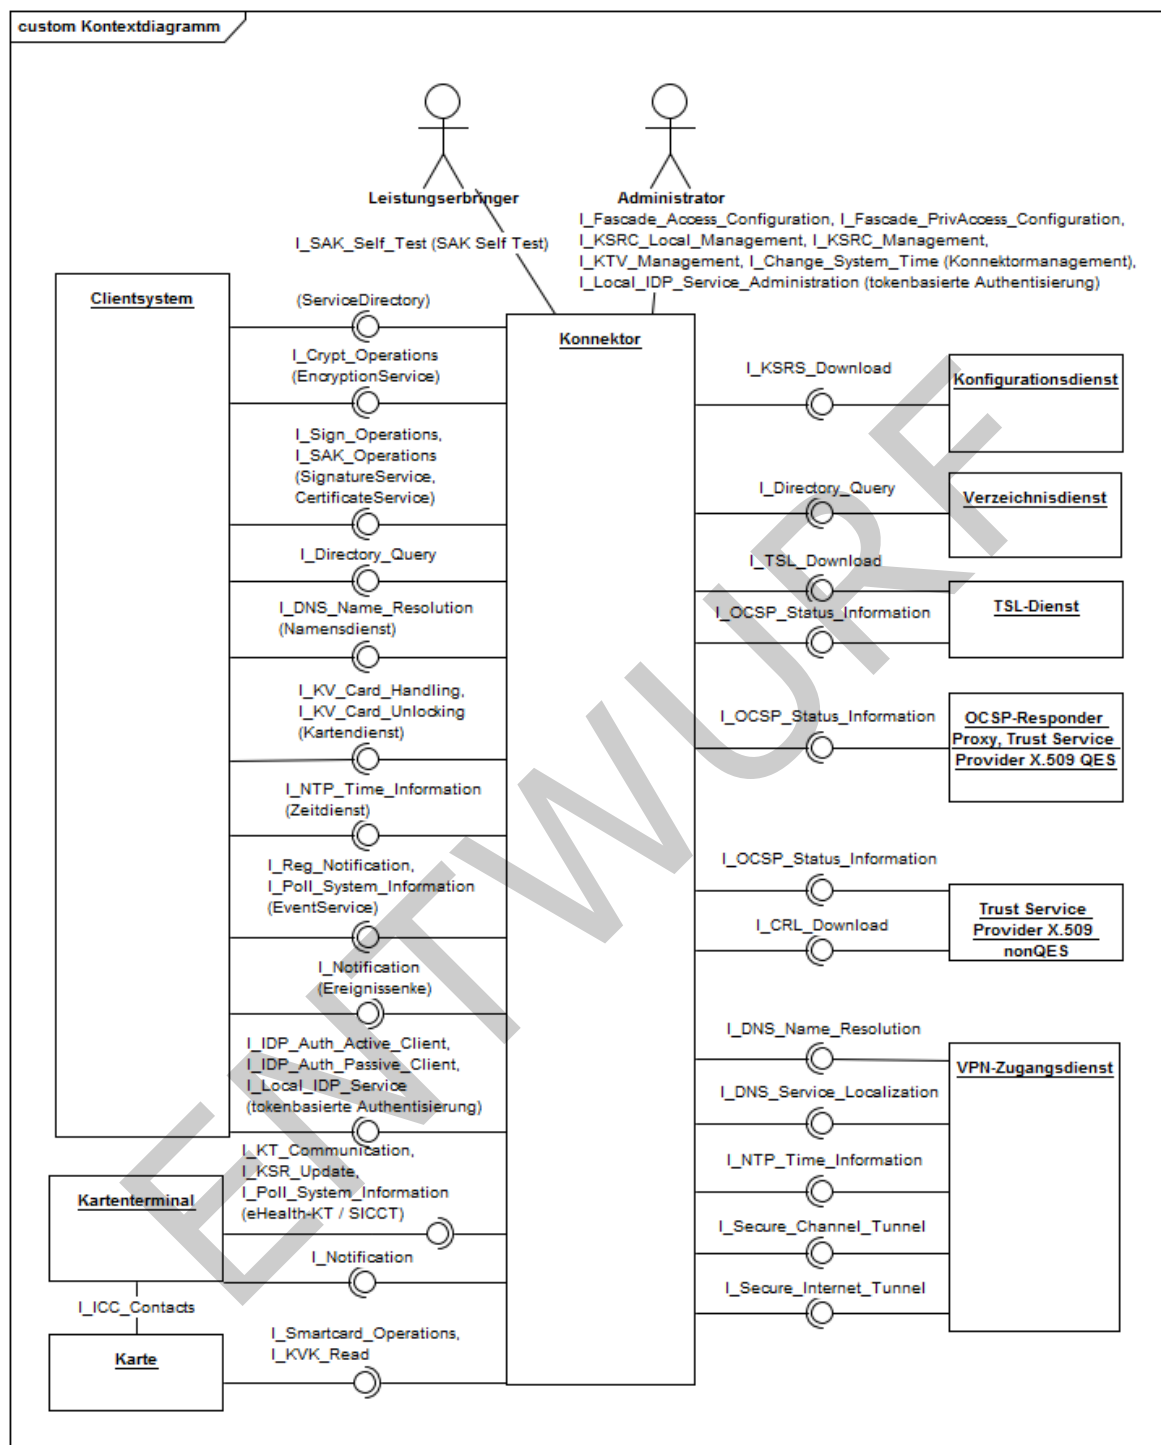 custom Kontextdiagramm
Leistungserbringer
Administrator
I_SAK_Self_Test (SAK Self Test)
I_Fascade_Access_Configuration, I_Fascade_PrivAccess_Configuration,
I_KSRC_Local_Management, I_KSRC_Management,
I_KTV_Management, I_Change_System_Time (Konnektormanagement),
I_Local_IDP_Service_Administration (tokenbasierte Authentisierung)
Clientsystem
(ServiceDirectory)
I_Crypt_Operations
(EncryptionService)
I_Sign_Operations,
I_SAK_Operations
(SignatureService,
CertificateService)
I_Directory_Query
I_DNS_Name_Resolution
(Namensdienst)
I_KV_Card_Handling,
I_KV_Card_Unlocking
(Kartendienst)
I_NTP_Time_Information
(Zeitdienst)
I_Reg_Notification,
I_Poll_System_Information
(EventService)
I_Notification
(Ereignissenke)
I_IDP_Auth_Active_Client,
I_IDP_Auth_Passive_Client,
I_Local_IDP_Service
(tokenbasierte Authentisierung)
Kartenterminal
I_KT_Communication,
I_KSR_Update,
I_Poll_System_Information
(eHealth-KT / SICCT)
I_Notification
I_ICC_Contacts
Karte
I_Smartcard_Operations,
I_KVK_Read
Konnektor
I_KSRS_Download
Konfigurationsdienst
I_Directory_Query
Verzeichnisdienst
I_TSL_Download
I_OCSP_Status_Information
TSL-Dienst
I_OCSP_Status_Information
OCSP-Responder
Proxy, Trust Service
Provider X.509 QES
I_OCSP_Status_Information
I_CRL_Download
Trust Service
Provider X.509
nonQES
I_DNS_Name_Resolution
VPN-Zugangsdienst
I_DNS_Service_Localization
I_NTP_Time_Information
I_Secure_Channel_Tunnel
I_Secure_Internet_Tunnel
ENTWURF